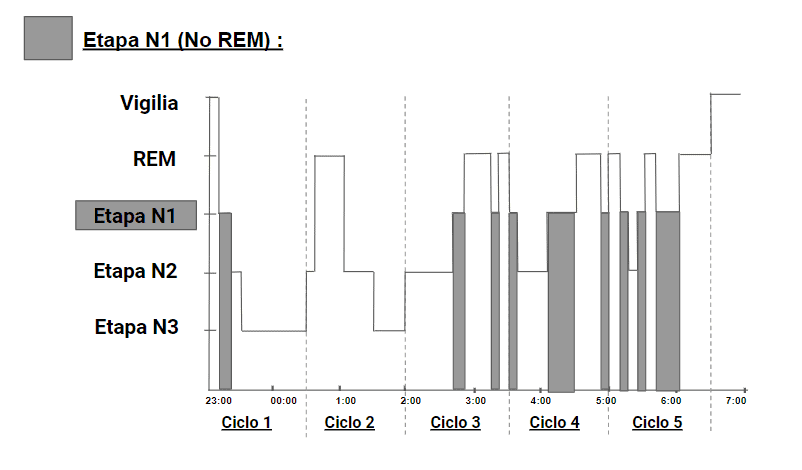 Etapa N1 (No REM) :
Vigilia
REM
Etapa N1
Etapa N2
Etapa N3
23:00 00:00 1:00 2:00 3:00 4:00 5:00 6:00 7:00
Ciclo 1 Ciclo 2 Ciclo 3 Ciclo 4 Ciclo 5